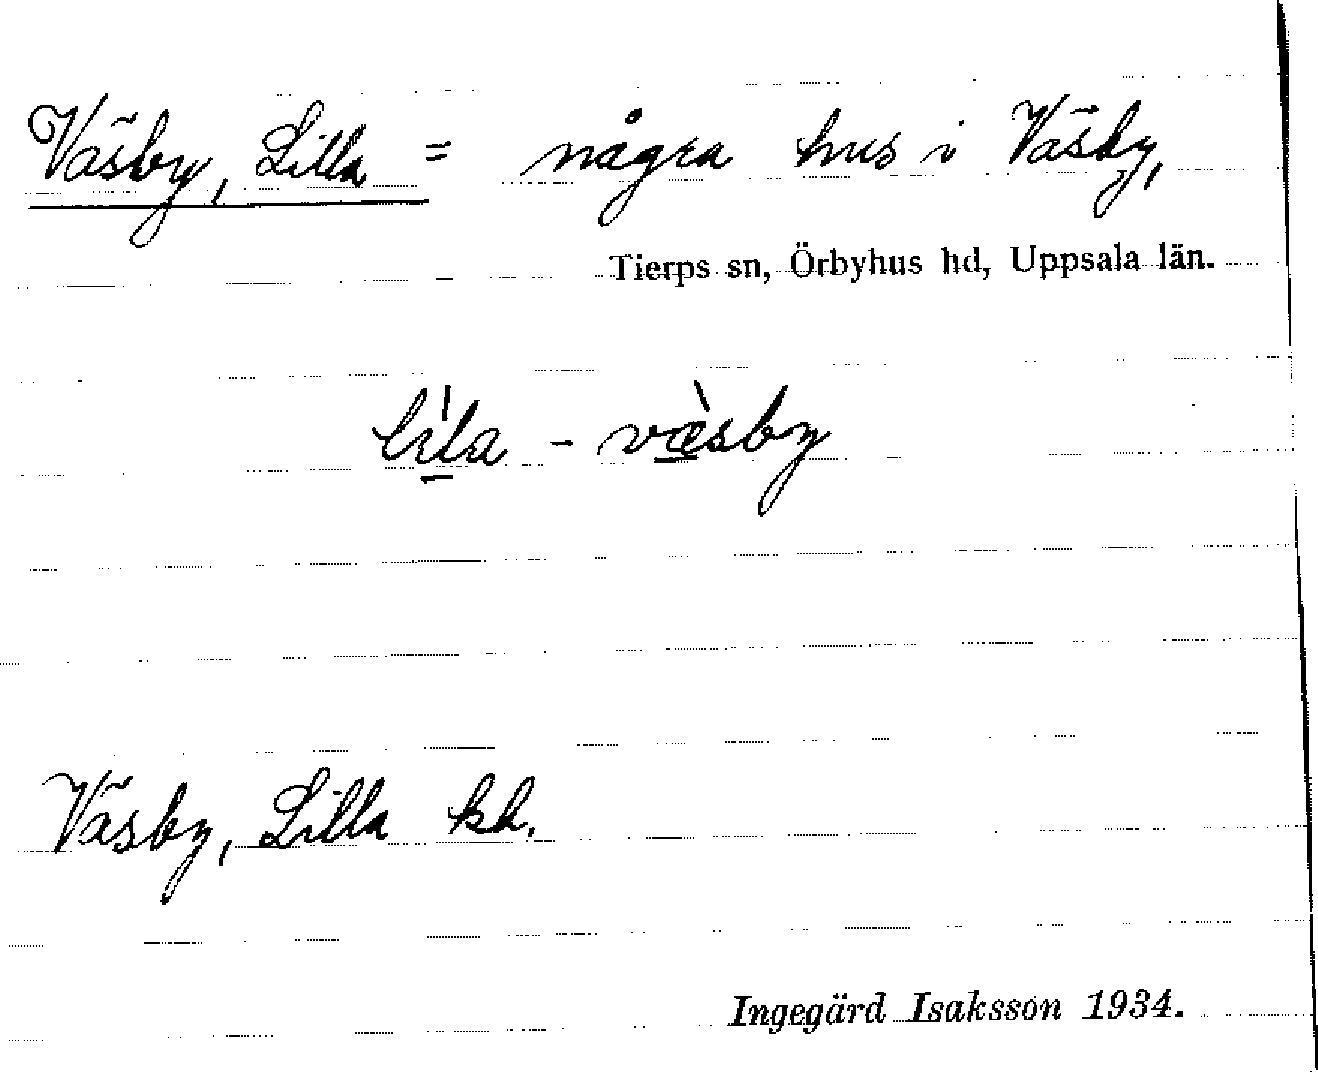 Väsby, Lilla = några hus i Väsby,
Tierps sn, Örbyhus hd, Uppsala län.
lìla - væ̀sby
Väsby, Lilla kh.
Ingegärd Isaksson 1934.